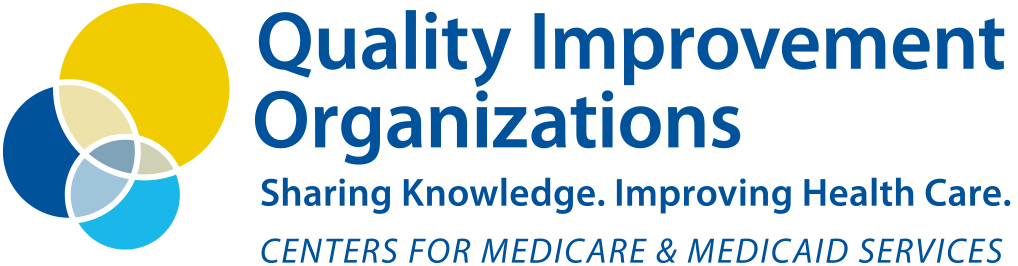 Quality Improvement
Organizations
Sharing Knowledge. Improving Health Care.
CENTERS FOR MEDICARE & MEDICAID SERVICES